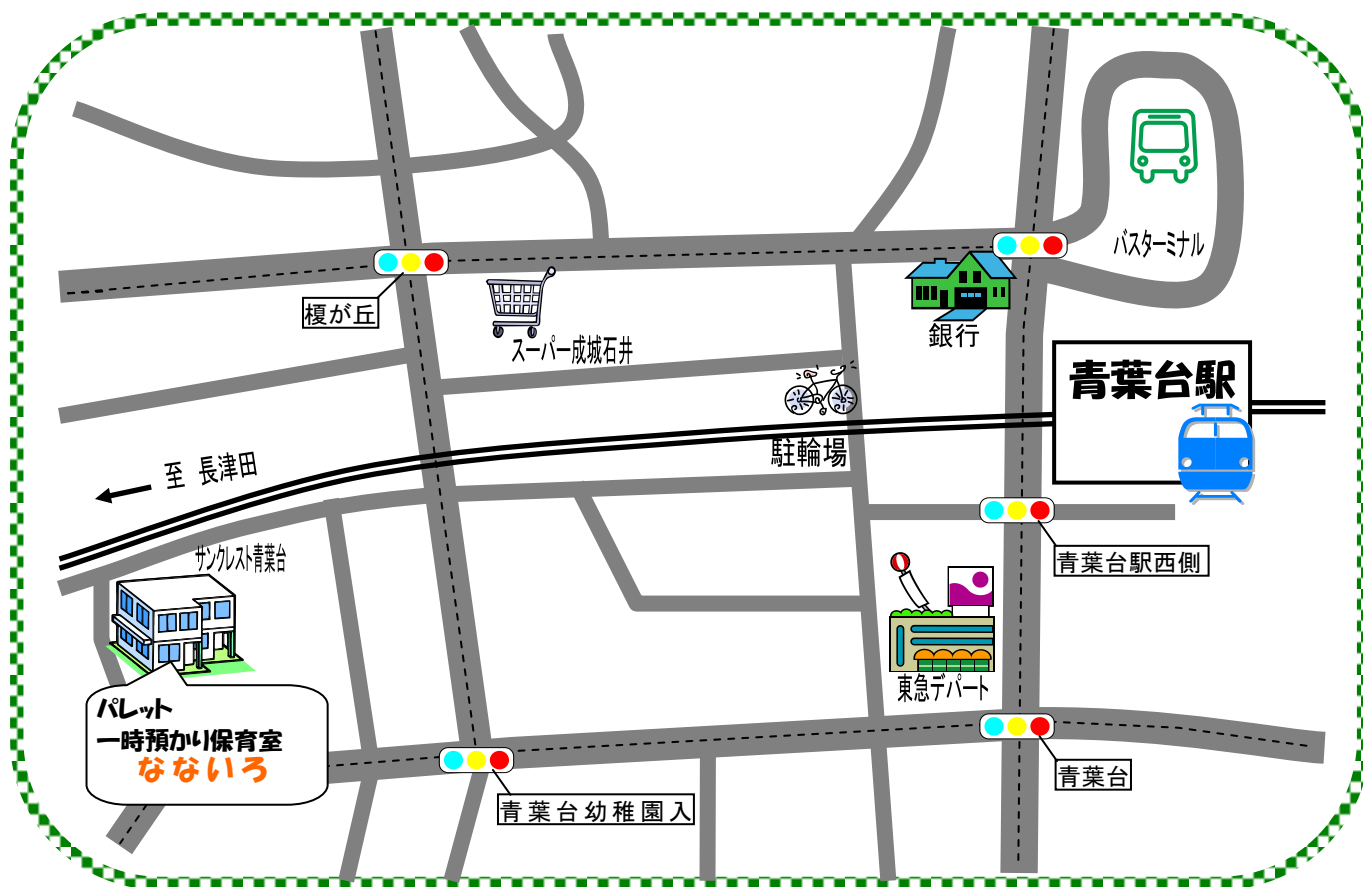 バスターミナル
榎が丘
スーパー成城石井
銀行
青葉台駅
駐輪場
至 長津田
サンクレスト青葉台
青葉台駅西側
東急デパート
パレット
一時預かり保育室
なないろ
青葉台
青葉台幼稚園入